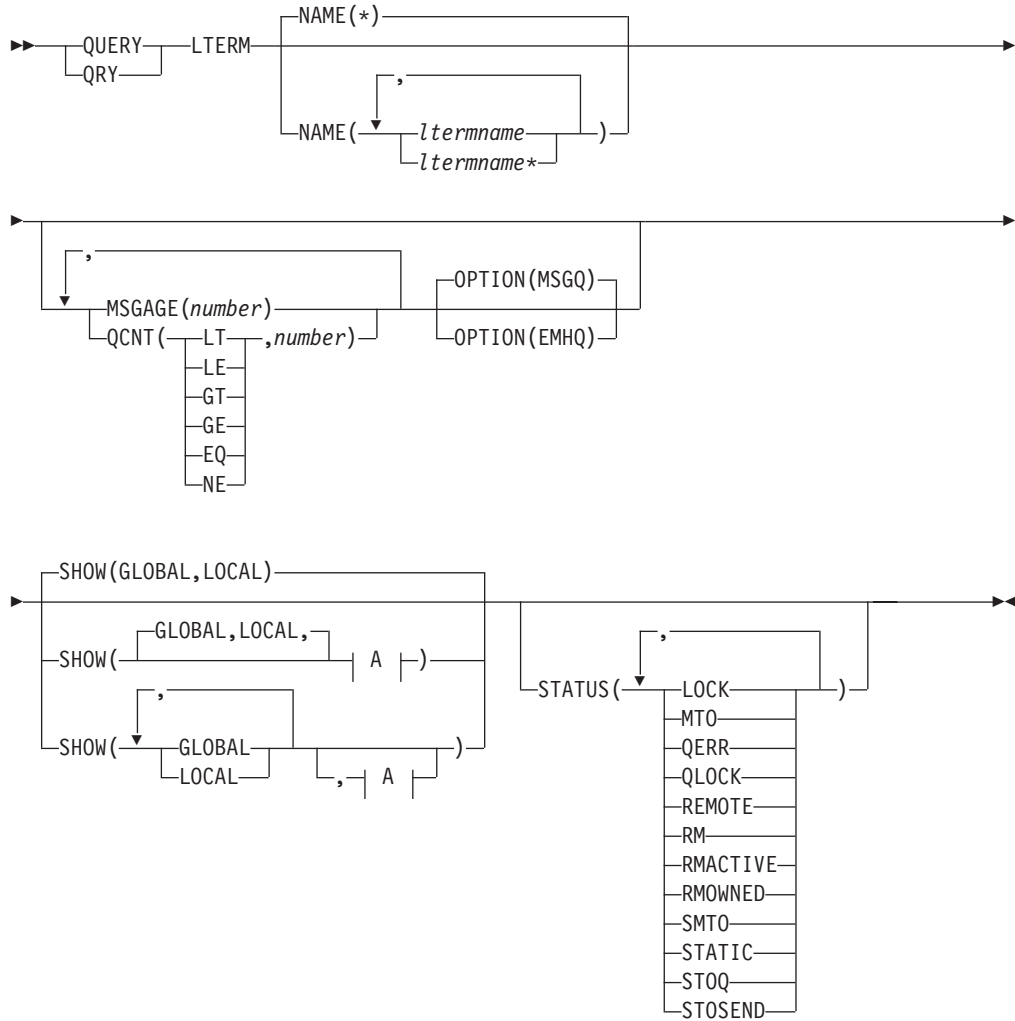 NAME(*)
QUERY LTERM
QRY
,
NAME( ltermname )
ltermname*
,
MSGAGE(number) OPTION(MSGQ)
QCNT( LT ,number) OPTION(EMHQ)
LE
GT
GE
EQ
NE
SHOW(GLOBAL,LOCAL)
GLOBAL,LOCAL,
SHOW( A )
,
SHOW( GLOBAL )
LOCAL , A
,
STATUS( LOCK )
MTO
QERR
QLOCK
REMOTE
RM
RMACTIVE
RMOWNED
SMTO
STATIC
STOQ
STOSEND